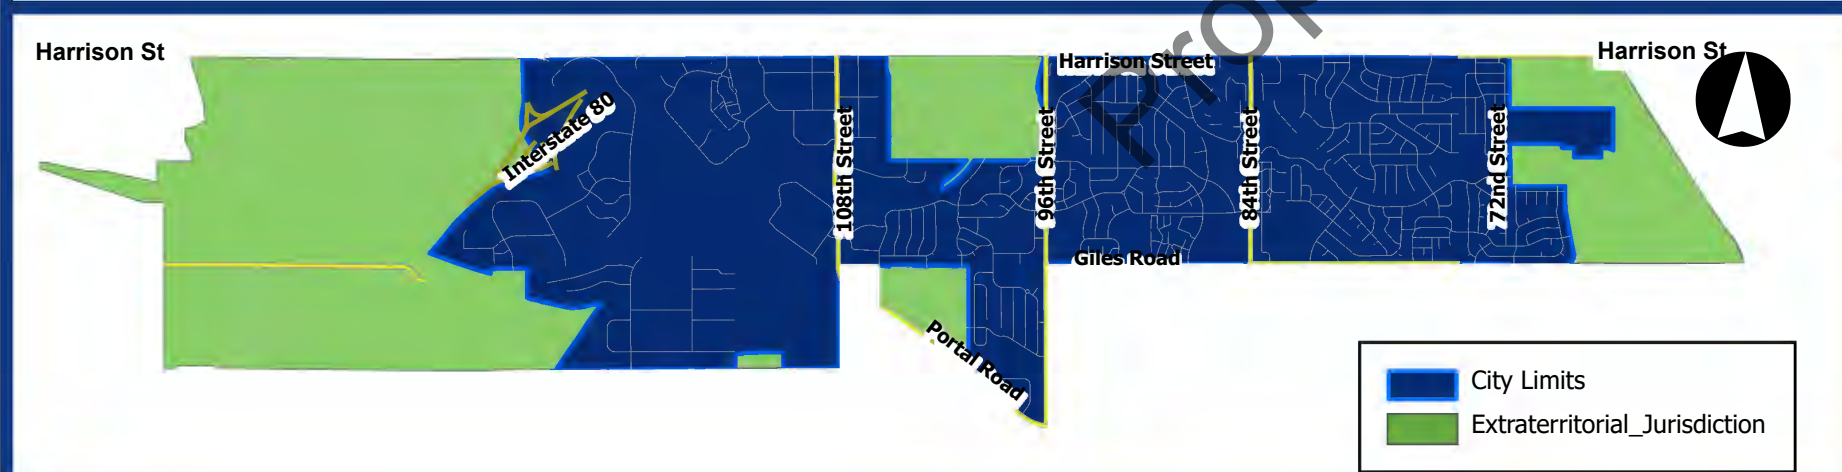 Harrison St
Harrison St
Harrison Street
Prop
Interstate 80
108th Street
96th Street
84th Street
72nd Street
Giles Road
Portal Road
City Limits
Extraterritorial_Jurisdiction